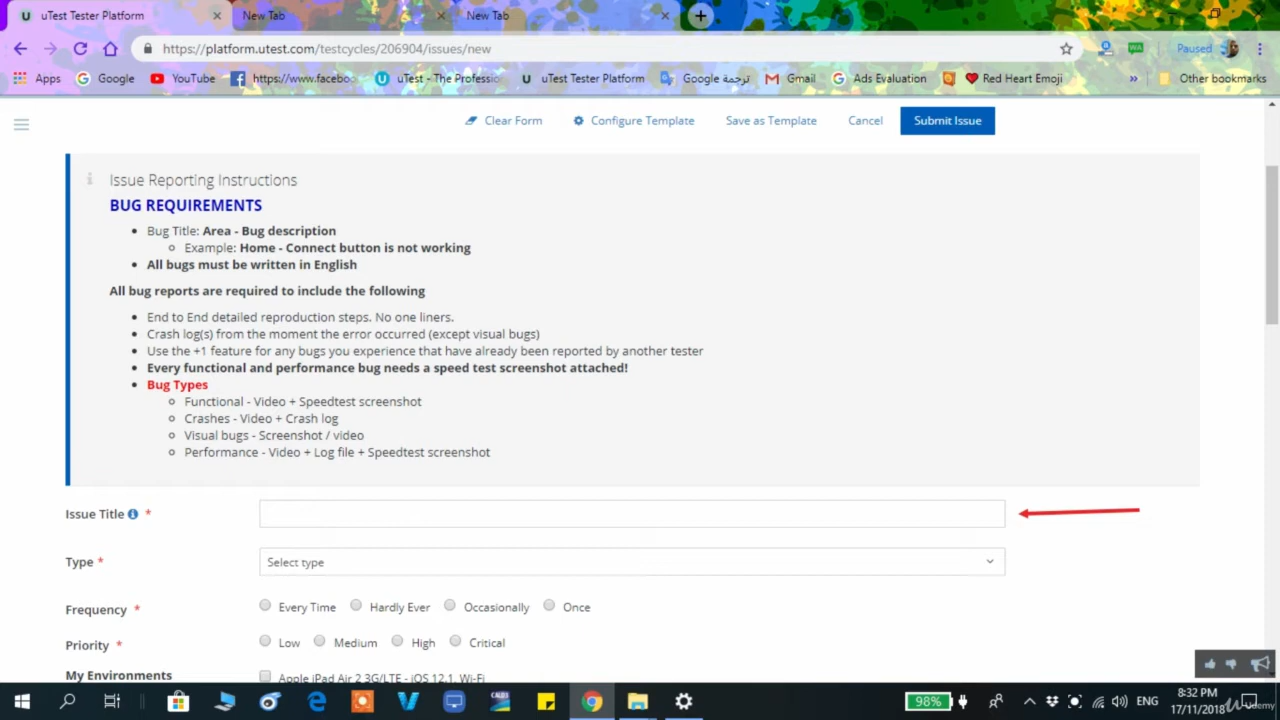 uTest Tester Platform
New Tab
New Tab
https://platform.utest.com/testcycles/206904/issues/new
Paused
Apps
Google
YouTube
https://www.facebo
uTest - The Professio
uTest Tester Platform
Google ترجمة
Gmail
Ads Evaluation
Red Heart Emoji
»
Other bookmarks
Clear Form
Configure Template
Save as Template
Cancel
Submit Issue
Issue Reporting Instructions
BUG REQUIREMENTS
• Bug Title: Area - Bug description
○ Example: Home - Connect button is not working
• All bugs must be written in English
All bug reports are required to include the following
• End to End detailed reproduction steps. No one liners.
• Crash log(s) from the moment the error occurred (except visual bugs)
• Use the +1 feature for any bugs you experience that have already been reported by another tester
• Every functional and performance bug needs a speed test screenshot attached!
• Bug Types
○ Functional - Video + Speedtest screenshot
○ Crashes - Video + Crash log
○ Visual bugs - Screenshot / video
○ Performance - Video + Log file + Speedtest screenshot
Issue Title *
Type *
Select type
Frequency *
Every Time
Hardly Ever
Occasionally
Once
Priority *
Low
Medium
High
Critical
My Environments
Apple iPad Air 2 3G/LTE - iOS 12.1, Wi-Fi
98%
ENG
8:32 PM
17/11/2018
Udemy